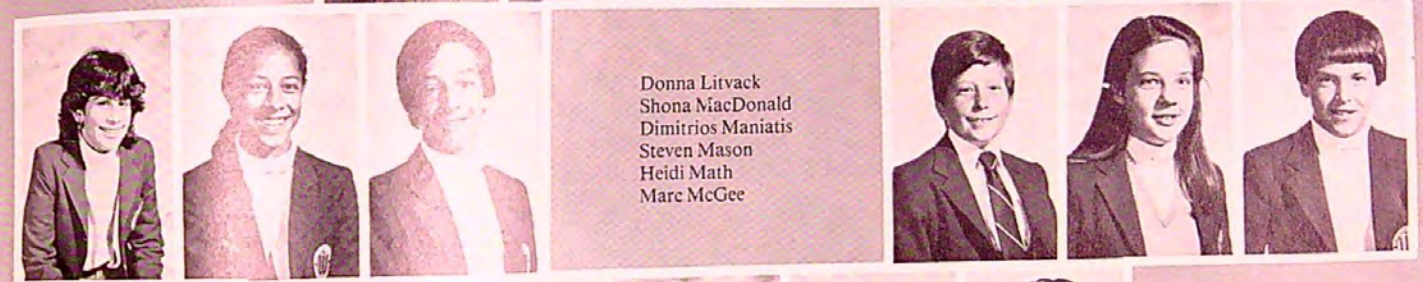 Donna Litvack
Shona MacDonald
Dimitrios Maniatis
Steven Mason
Heidi Math
Marc McGee